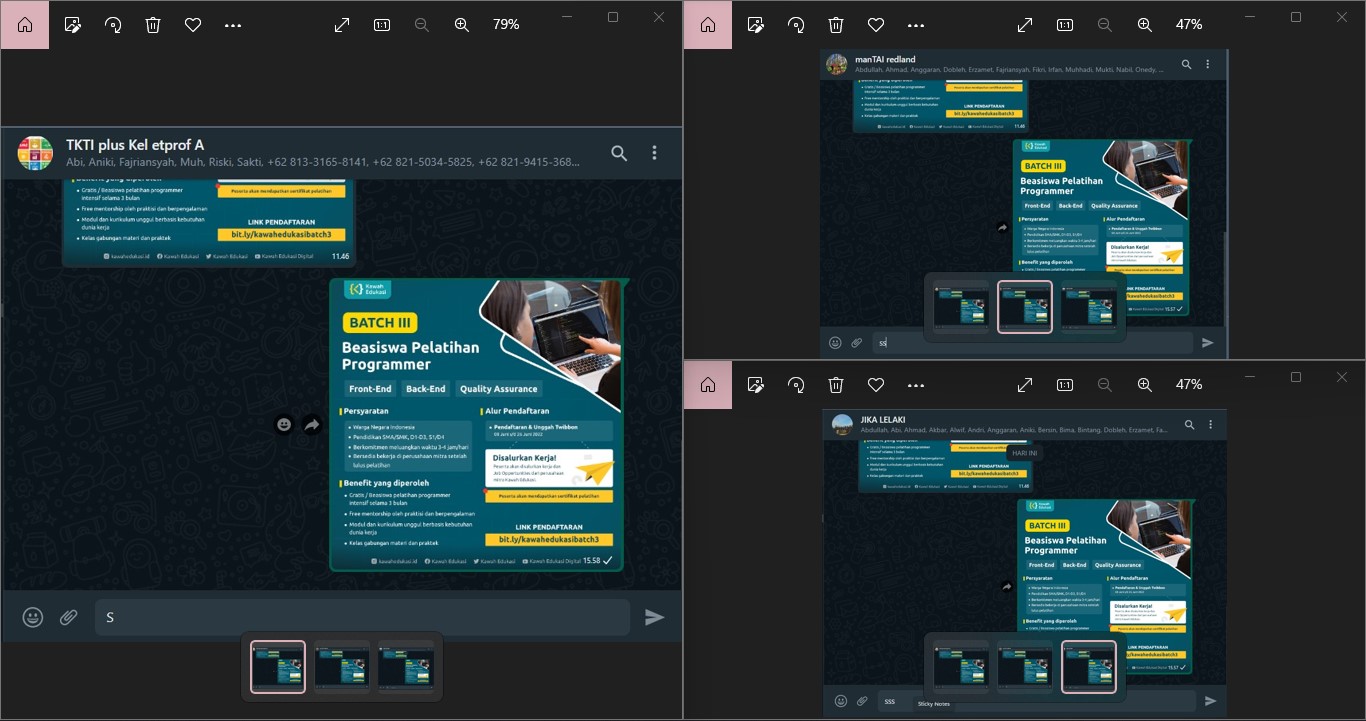 79%
TKTI plus Kel etprof A
Abi, Aniki, Fajriansyah, Muh, Riski, Sakti, +62 813-3165-8141, +62 821-5034-5825, +62 821-9415-368...
Benefit yang diperoleh
Gratis / Beasiswa pelatihan programmer
intensif selama 3 bulan
Free mentorship oleh praktisi dan berpengalaman
Modul dan kurikulum unggul berbasis kebutuhan
dunia kerja
Kelas gabungan materi dan praktek
Peserta akan mendapatkan sertifikat pelatihan
LINK PENDAFTARAN
bit.ly/kawahedukasibatch3
kawahedukasi.id Kawah Edukasi Kawah Edukasi Kawah Edukasi Digital 11.46
Kawah
Edukasi
BATCH III
Beasiswa Pelatihan
Programmer
Front-End Back-End Quality Assurance
Persyaratan
Warga Negara Indonesia
Pendidikan SMA/SMK, D1-D3, S1/D4
Berkomitmen meluangkan waktu 3-4 jam/hari
Bersedia bekerja di perusahaan mitra setelah
lulus pelatihan
Alur Pendaftaran
Pendaftaran & Unggah Twibbon
Disalurkan Kerja!
Peserta akan disalurkan kerja dan
Job Opportunities dari perusahaan
mitra Kawah Edukasi
Benefit yang diperoleh
Gratis / Beasiswa pelatihan programmer
intensif selama 3 bulan
Free mentorship oleh praktisi dan berpengalaman
Modul dan kurikulum unggul berbasis kebutuhan
dunia kerja
Kelas gabungan materi dan praktek
Peserta akan mendapatkan sertifikat pelatihan
LINK PENDAFTARAN
bit.ly/kawahedukasibatch3
kawahedukasi.id Kawah Edukasi Kawah Edukasi Kawah Edukasi Digital 15.58
S
47%
manTAI redland
Abdullah, Ahmad, Anggaran, Dobleh, Erzamet, Fajriansyah, Fikri, Irfan, Muhhadi, Mukti, Nabil, Onedy, ...
LINK PENDAFTARAN
bit.ly/kawahedukasibatch3
11.46
Kawah
Edukasi
BATCH III
Beasiswa Pelatihan
Programmer
Front-End Back-End Quality Assurance
Persyaratan
Alur Pendaftaran
Pendaftaran & Unggah Twibbon
Disalurkan Kerja!
Benefit yang diperoleh
15.57
ss
47%
JIKA LELAKI
Abdullah, Abi, Ahmad, Akbar, Alwif, Andri, Anggaran, Aniki, Bersin, Bima, Bintang, Dobleh, Erzamet, Fa...
HARI INI
LINK PENDAFTARAN
bit.ly/kawahedukasibatch3
11.46
Edukasi
BATCH III
Beasiswa Pelatihan
Programmer
Front-End Back-End Quality Assurance
Persyaratan
Alur Pendaftaran
Pendaftaran & Unggah Twibbon
Disalurkan Kerja!
Benefit yang diperoleh
15.57
sss
Sticky Notes